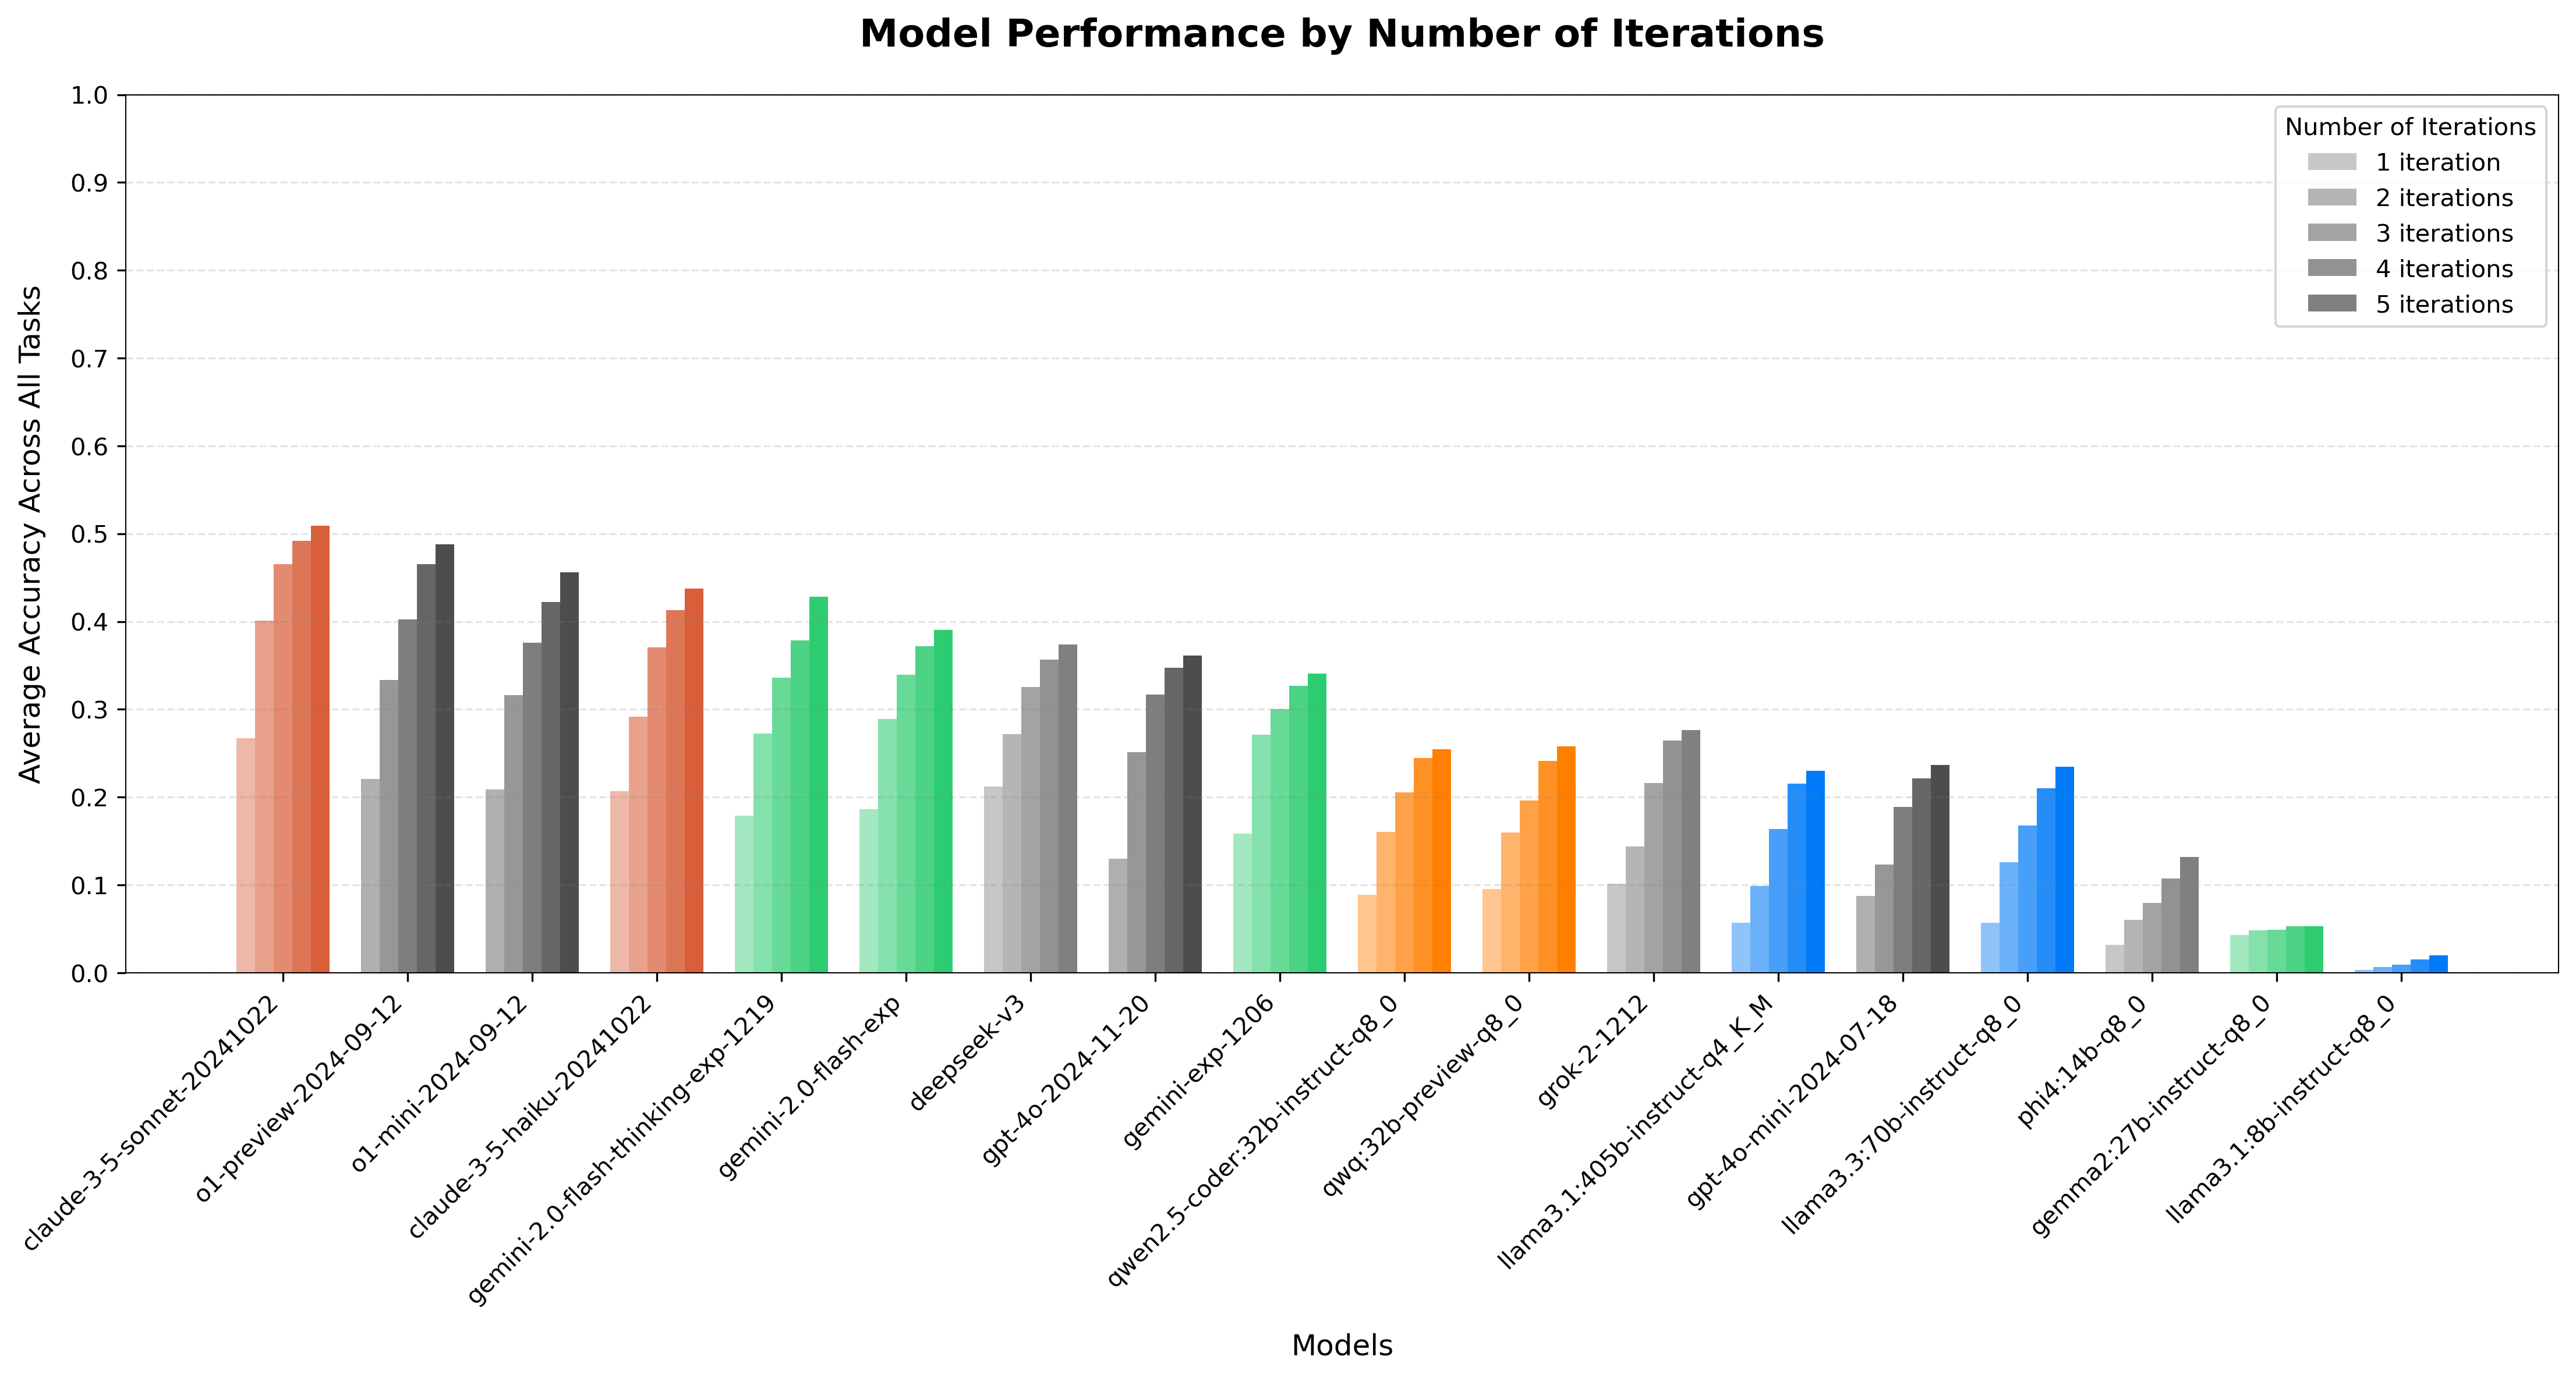 Model Performance by Number of Iterations
Average Accuracy Across All Tasks
1.0
0.9
0.8
0.7
0.6
0.5
0.4
0.3
0.2
0.1
0.0
Number of Iterations
1 iteration
2 iterations
3 iterations
4 iterations
5 iterations
claude-3-5-sonnet-20241022
o1-preview-2024-09-12
o1-mini-2024-09-12
claude-3-5-haiku-20241022
gemini-2.0-flash-thinking-exp-1219
gemini-2.0-flash-exp
deepseek-v3
gpt-4o-2024-11-20
gemini-exp-1206
qwen2.5-coder:32b-instruct-q8_0
qwq:32b-preview-q8_0
grok-2-1212
llama3.1:405b-instruct-q4_K_M
gpt-4o-mini-2024-07-18
llama3.3:70b-instruct-q8_0
phi4:14b-q8_0
gemma2:27b-instruct-q8_0
llama3.1:8b-instruct-q8_0
Models